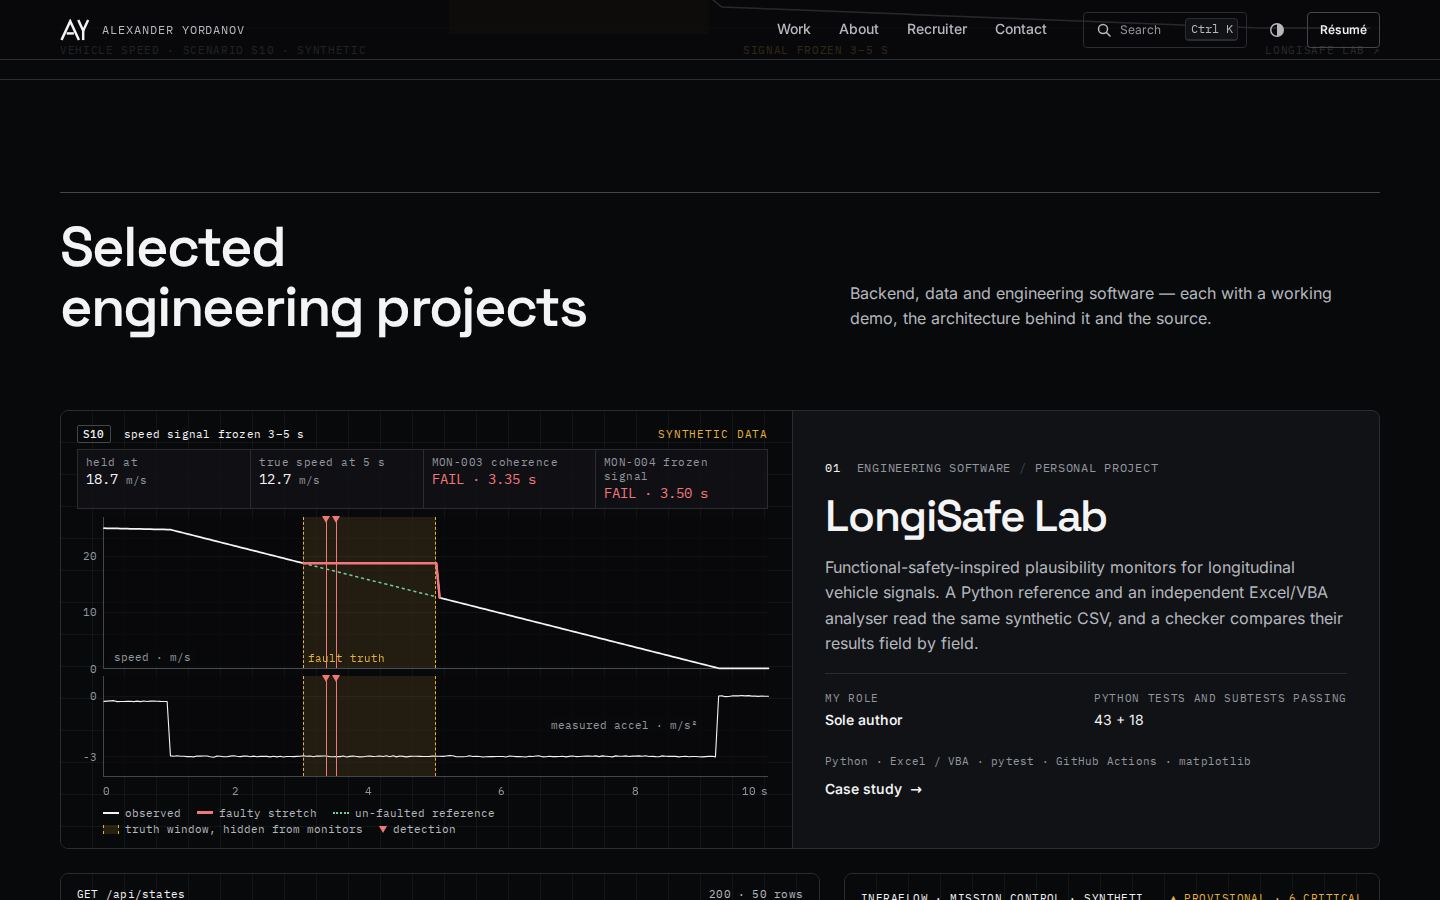 AY ALEXANDER YORDANOV
Work About Recruiter Contact Search Ctrl K Résumé
VEHICLE SPEED · SCENARIO S10 · SYNTHETIC SIGNAL FROZEN 3–5 S LONGISAFE LAB ↗
Selected
engineering projects
Backend, data and engineering software — each with a working
demo, the architecture behind it and the source.
S10 speed signal frozen 3–5 s SYNTHETIC DATA
held at
18.7 m/s
true speed at 5 s
12.7 m/s
MON-003 coherence
FAIL · 3.35 s
MON-004 frozen
signal
FAIL · 3.50 s
20
10
0
speed · m/s
fault truth
0
-3
measured accel · m/s²
0 2 4 6 8 10 s
observed faulty stretch un-faulted reference
truth window, hidden from monitors detection
01 ENGINEERING SOFTWARE / PERSONAL PROJECT
LongiSafe Lab
Functional-safety-inspired plausibility monitors for longitudinal
vehicle signals. A Python reference and an independent Excel/VBA
analyser read the same synthetic CSV, and a checker compares their
results field by field.
MY ROLE
Sole author
PYTHON TESTS AND SUBTESTS PASSING
43 + 18
Python · Excel / VBA · pytest · GitHub Actions · matplotlib
Case study →
GET /api/states 200 · 50 rows
INFRAFLOW · MISSION CONTROL · SYNTHETI ▲ PROVISIONAL · 6 CRITICAL